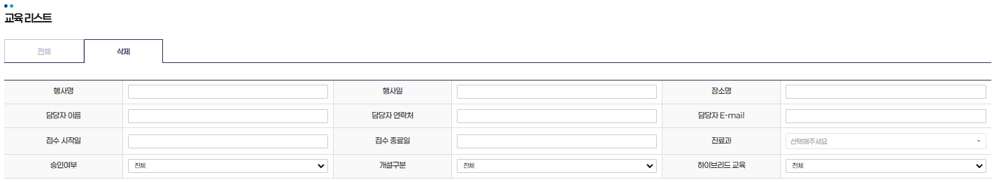 교육 리스트
전체 삭제
행사명 행사일 장소명
담당자 이름 담당자 연락처 담당자 E-mail
접수 시작일 접수 종료일 진료과 선택해주세요
승인여부 전체 개설구분 전체 하이브리드 교육 전체